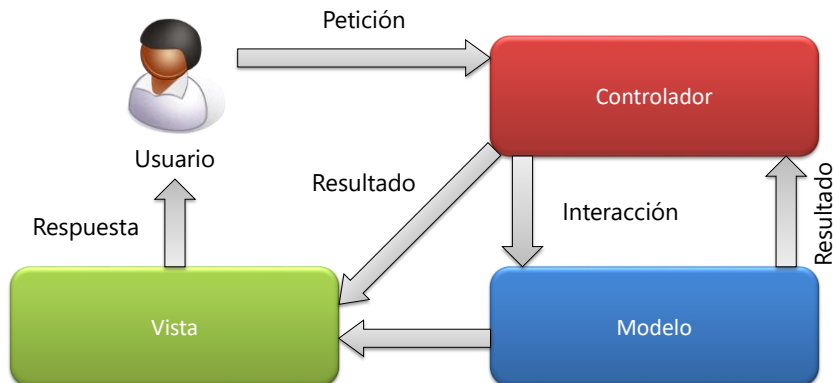 Petición
Controlador
Usuario
Resultado
Interacción
Resultado
Respuesta
Vista
Modelo